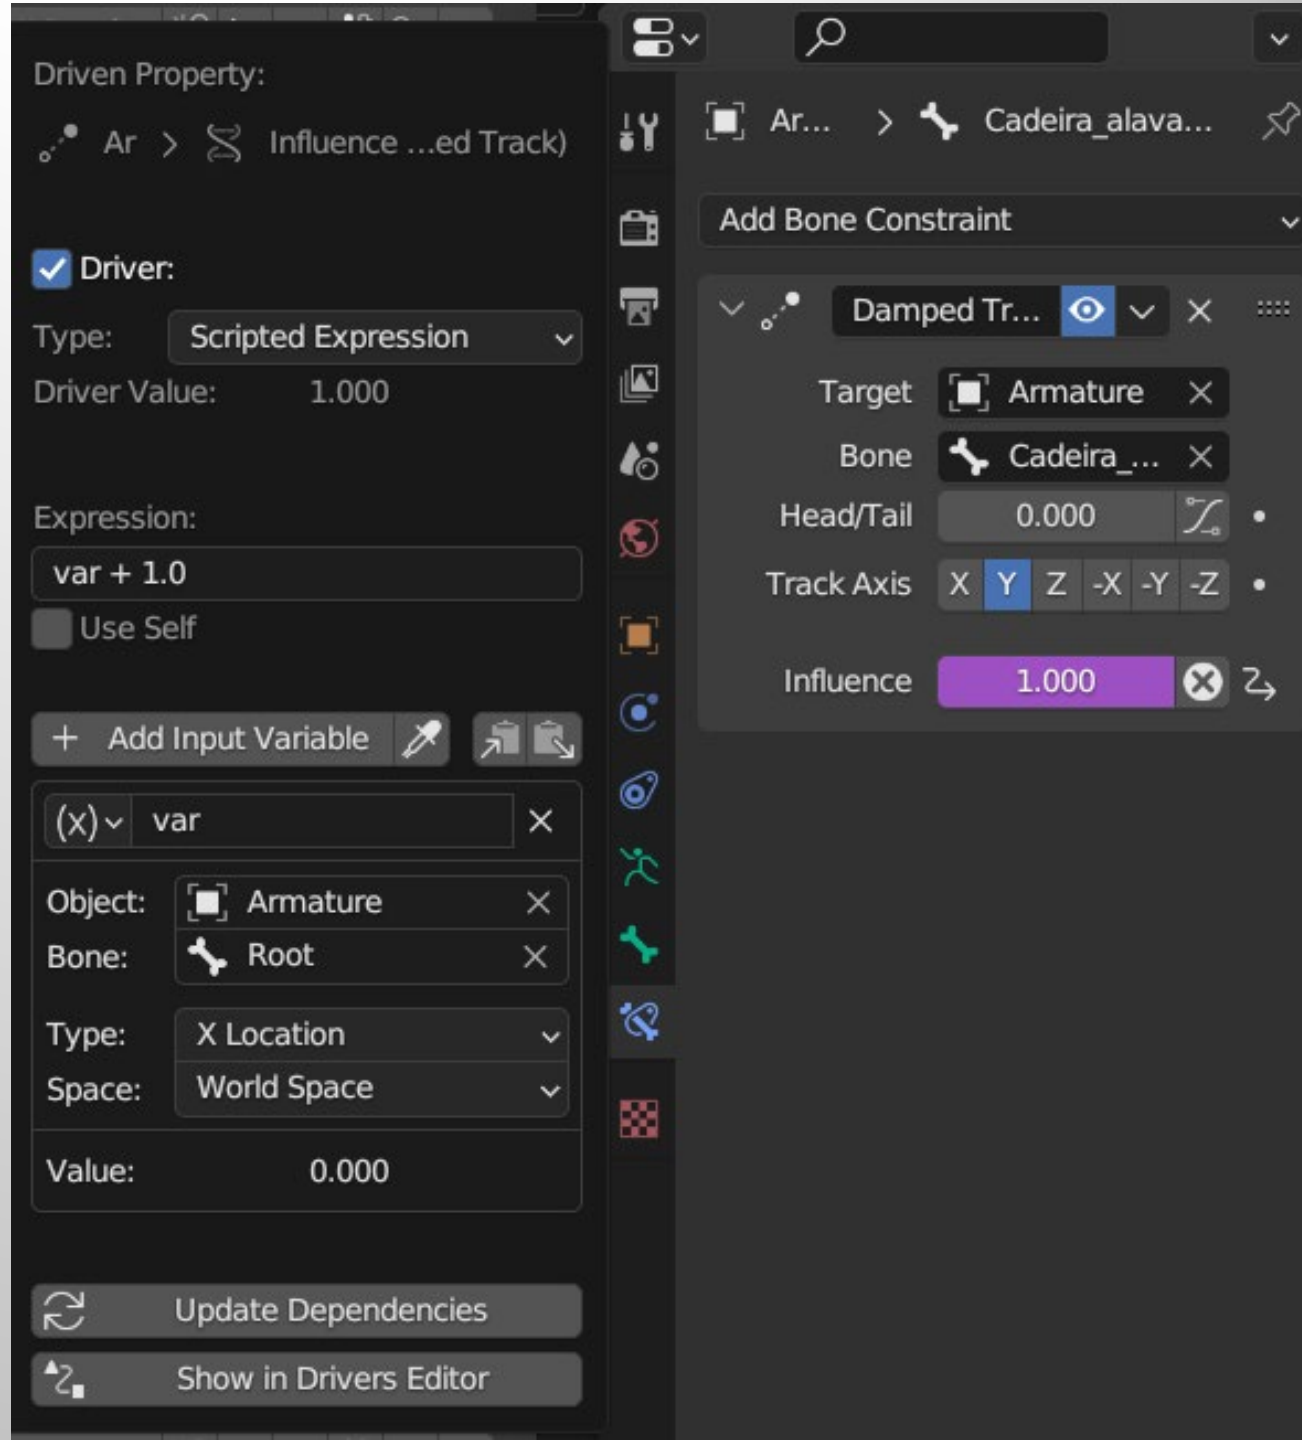 Driven Property:
Ar > Influence ...ed Track)
Driver:
Type: Scripted Expression
Driver Value: 1.000
Expression:
var + 1.0
Use Self
+ Add Input Variable
(x) var
Object: Armature
Bone: Root
Type: X Location
Space: World Space
Value: 0.000
Update Dependencies
Show in Drivers Editor
Ar... > Cadeira_alava...
Add Bone Constraint
Damped Tr...
Target Armature
Bone Cadeira_...
Head/Tail 0.000
Track Axis X Y Z -X -Y -Z
Influence 1.000